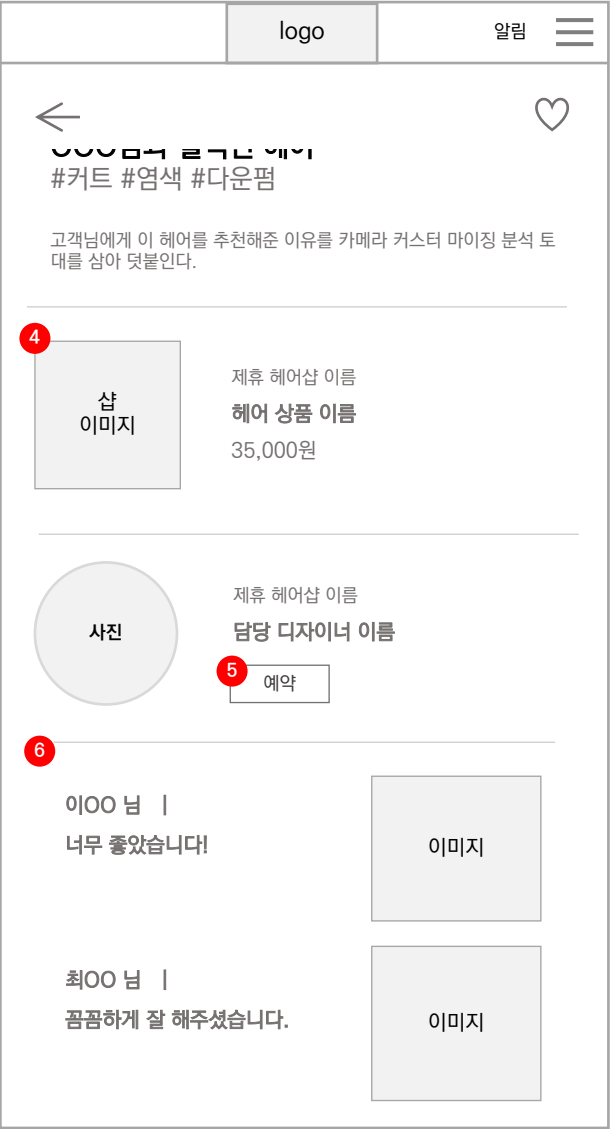 logo
알림
#커트 #염색 #다운펌
고객님에게 이 헤어를 추천해준 이유를 카메라 커스터 마이징 분석 토
대를 삼아 덧붙인다.
4
샵
이미지
제휴 헤어샵 이름
헤어 상품 이름
35,000원
사진
제휴 헤어샵 이름
담당 디자이너 이름
5
예약
6
이OO 님 |
너무 좋았습니다!
이미지
최OO 님 |
꼼꼼하게 잘 해주셨습니다.
이미지